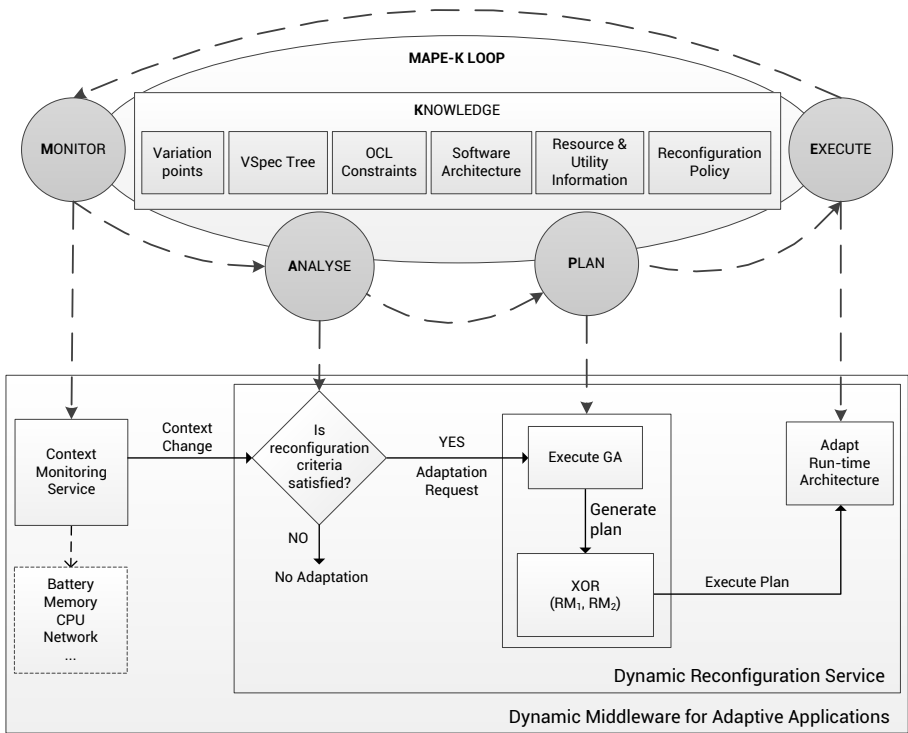 MAPE-K LOOP
KNOWLEDGE
MONITOR
Variation
points
VSpec Tree
OCL
Constraints
Software
Architecture
Resource &
Utility
Information
Reconfiguration
Policy
EXECUTE
ANALYSE
PLAN
Context
Monitoring
Service
Context
Change
Is
reconfiguration
criteria
satisfied?
YES
Adaptation
Request
Execute GA
Adapt
Run-time
Architecture
Generate
plan
NO
No Adaptation
XOR
(RM₁, RM₂)
Execute Plan
Battery
Memory
CPU
Network
...
Dynamic Reconfiguration Service
Dynamic Middleware for Adaptive Applications